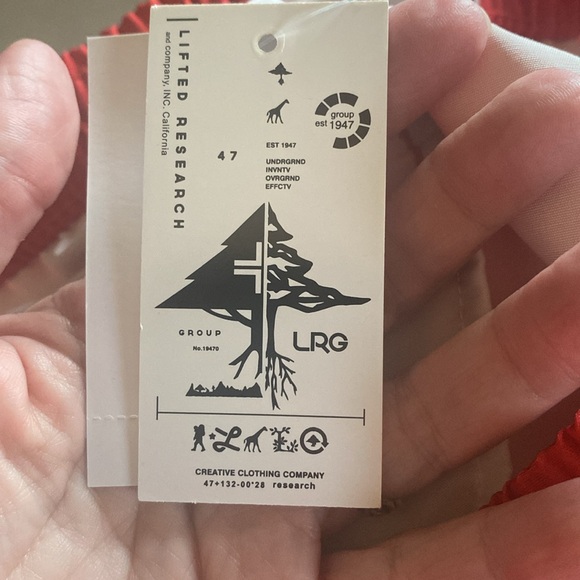 LIFTED RESEARCH
and company, INC. California
group
est 1947
47
EST 1947
UNDRGRND
INVNTV
OVRGRND
EFFCTV
GROUP
No.19470
LRG
CREATIVE CLOTHING COMPANY
47+132-00"28 research